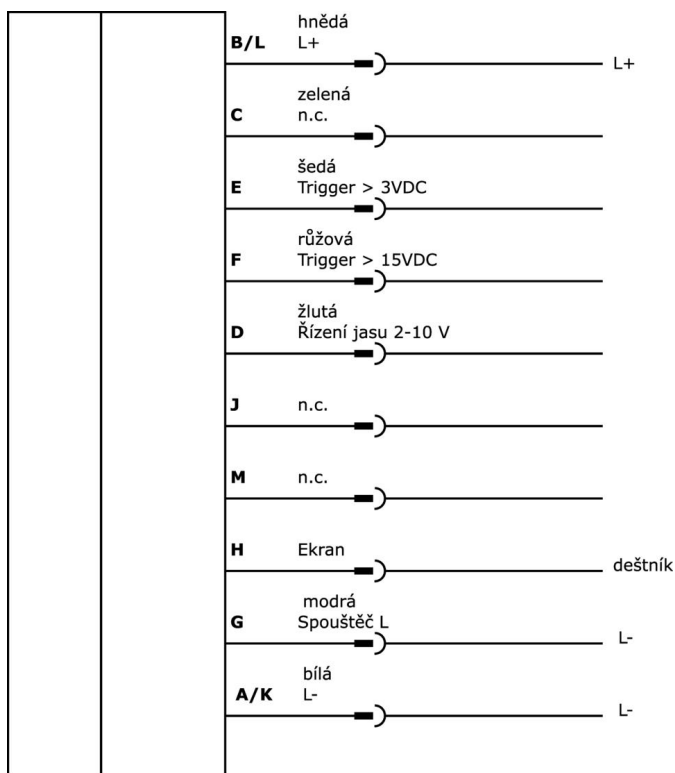 hnědá
B/L L+
L+
zelená
C n.c.
šedá
E Trigger > 3VDC
růžová
F Trigger > 15VDC
žlutá
D Řízení jasu 2-10 V
J n.c.
M n.c.
H Ekran
deštník
modrá
G Spouštěč L
L-
bílá
A/K L-
L-